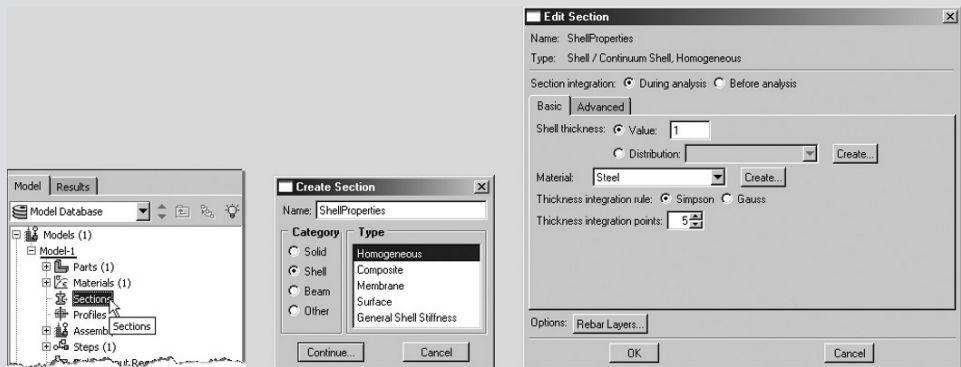 Model Results
Model Database
Models (1)
Model-1
Parts (1)
Materials (1)
Sections
Profiles
Assemb
Sections
Steps (1)
Create Section
Name: ShellProperties
Category Type
Solid
Shell
Beam
Other
Homogeneous
Composite
Membrane
Surface
General Shell Stiffness
Continue... Cancel
Edit Section
Name: ShellProperties
Type: Shell / Continuum Shell, Homogeneous
Section integration: During analysis Before analysis
Basic Advanced
Shell thickness: Value: 1
Distribution: Create...
Material: Steel Create...
Thickness integration rule: Simpson Gauss
Thickness integration points: 5
Options: Rebar Layers...
OK Cancel